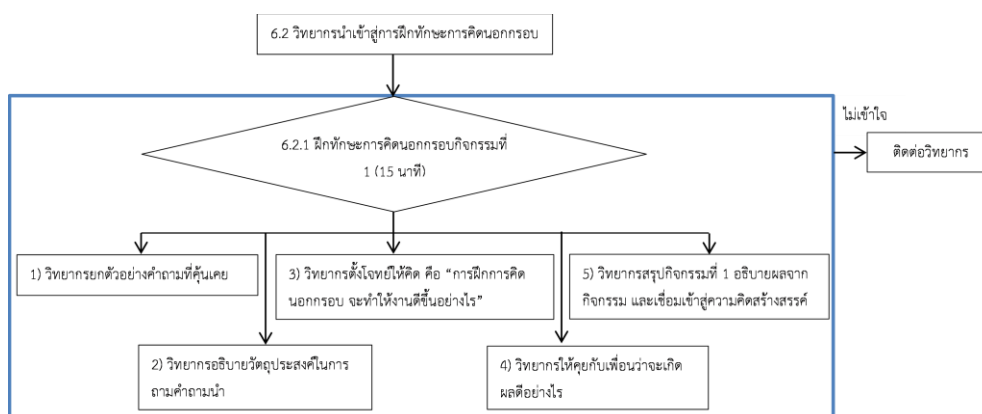 6.2 วิทยากรนำเข้าสู่การฝึกทักษะการคิดนอกกรอบ
ไม่เข้าใจ
6.2.1 ฝึกทักษะการคิดนอกกรอบกิจกรรมที่
1 (15 นาที)
ติดต่อวิทยากร
1) วิทยากรยกตัวอย่างคำถามที่คุ้นเคย
3) วิทยากรตั้งโจทย์ให้คิด คือ “การฝึกการคิด
นอกกรอบ จะทำให้งานดีขึ้นอย่างไร”
5) วิทยากรสรุปกิจกรรมที่ 1 อธิบายผลจาก
กิจกรรม และเชื่อมเข้าสู่ความคิดสร้างสรรค์
2) วิทยากรอธิบายวัตถุประสงค์ในการ
ถามคำถามนำ
4) วิทยากรให้คุยกับเพื่อนว่าจะเกิด
ผลดีอย่างไร